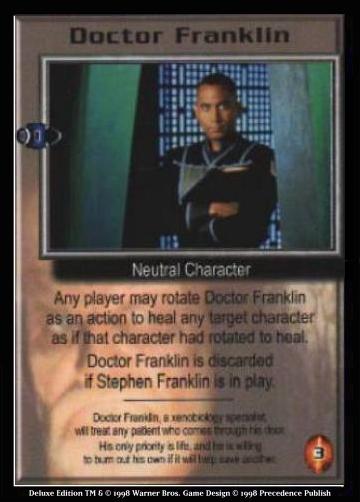 Doctor Franklin
Neutral Character
Any player may rotate Doctor Franklin
as an action to heal any target character
as if that character had rotated to heal.
Doctor Franklin is discarded
if Stephen Franklin is in play.
Doctor Franklin, a xenobiology specialist,
will treat any patient who comes through his door.
His only priority is life, and he is willing
to burn out his own if it will help save another.
3
Deluxe Edition TM & © 1998 Warner Bros. Game Design © 1998 Precedence Publish